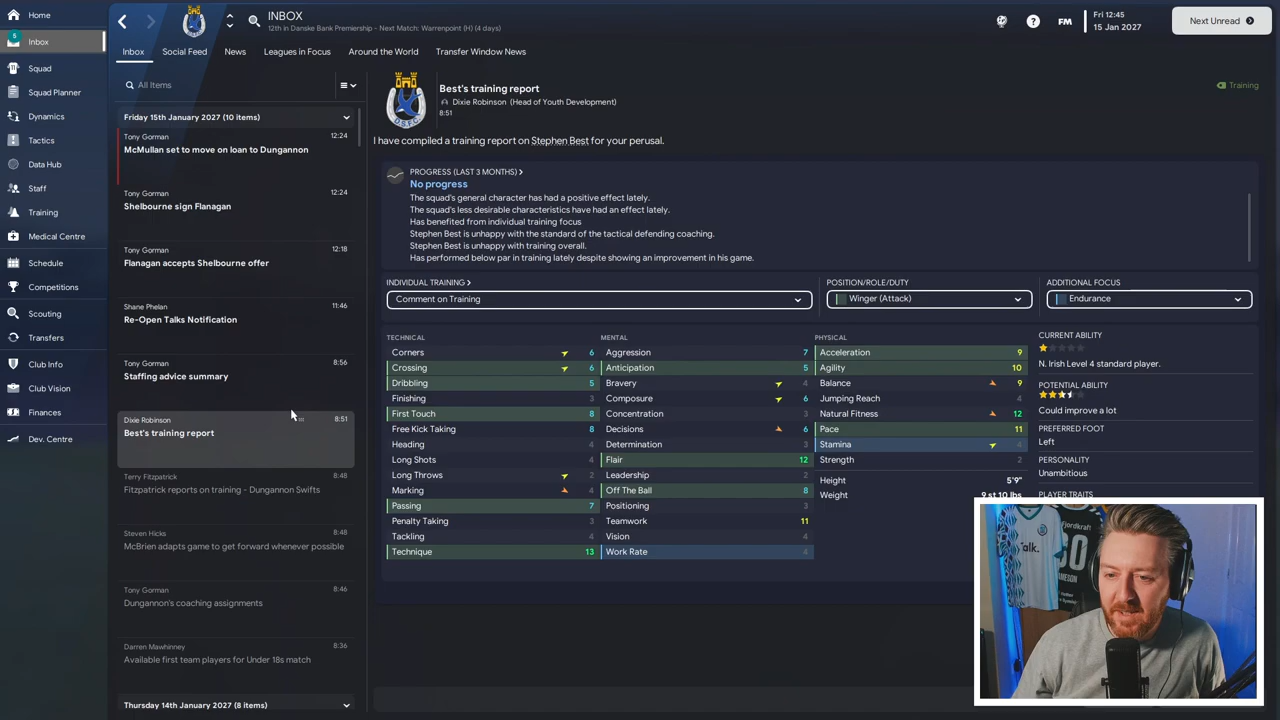 Home
5
Inbox
Squad
Squad Planner
Dynamics
Tactics
Data Hub
Staff
Training
Medical Centre
Schedule
Competitions
Scouting
Transfers
Club Info
Club Vision
Finances
Dev. Centre
INBOX
12th in Danske Bank Premiership - Next Match: Warrenpoint (H) (4 days)
?
FM
Fri 12:45
15 Jan 2027
Next Unread
Inbox
Social Feed
News
Leagues in Focus
Around the World
Transfer Window News
All Items
Friday 15th January 2027 (10 items)
Tony Gorman 12:24
McMullan set to move on loan to Dungannon
Tony Gorman 12:24
Shelbourne sign Flanagan
Tony Gorman 12:18
Flanagan accepts Shelbourne offer
Shane Phelan 11:46
Re-Open Talks Notification
Tony Gorman 8:56
Staffing advice summary
Dixie Robinson 8:51
Best's training report
Terry Fitzpatrick 8:48
Fitzpatrick reports on training - Dungannon Swifts
Steven Hicks 8:48
McBrien adapts game to get forward whenever possible
Tony Gorman 8:46
Dungannon's coaching assignments
Darren Mawhinney 8:36
Available first team players for Under 18s match
Thursday 14th January 2027 (8 items)
D.S.F.C.
Best's training report
Dixie Robinson (Head of Youth Development)
8:51
Training
I have compiled a training report on Stephen Best for your perusal.
PROGRESS (LAST 3 MONTHS)
No progress
The squad's general character has had a positive effect lately.
The squad's less desirable characteristics have had an effect lately.
Has benefited from individual training focus
Stephen Best is unhappy with the standard of the tactical defending coaching.
Stephen Best is unhappy with training overall.
Has performed below par in training lately despite showing an improvement in his game.
INDIVIDUAL TRAINING
Comment on Training
POSITION/ROLE/DUTY
Winger (Attack)
ADDITIONAL FOCUS
Endurance
TECHNICAL
Corners 6
Crossing 6
Dribbling 5
Finishing 3
First Touch 8
Free Kick Taking 8
Heading 4
Long Shots 4
Long Throws 2
Marking 4
Passing 7
Penalty Taking 3
Tackling 4
Technique 13
MENTAL
Aggression 7
Anticipation 5
Bravery 4
Composure 6
Concentration 3
Decisions 6
Determination 3
Flair 12
Leadership 2
Off The Ball 8
Positioning 3
Teamwork 11
Vision 4
Work Rate 4
PHYSICAL
Acceleration 9
Agility 10
Balance 9
Jumping Reach 4
Natural Fitness 12
Pace 11
Stamina 4
Strength 2
Height 5'9"
Weight 9 st 10 lbs
CURRENT ABILITY
N. Irish Level 4 standard player.
POTENTIAL ABILITY
Could improve a lot
PREFERRED FOOT
Left
PERSONALITY
Unambitious
PLAYER TRAITS
Talk.
Fjordkraft